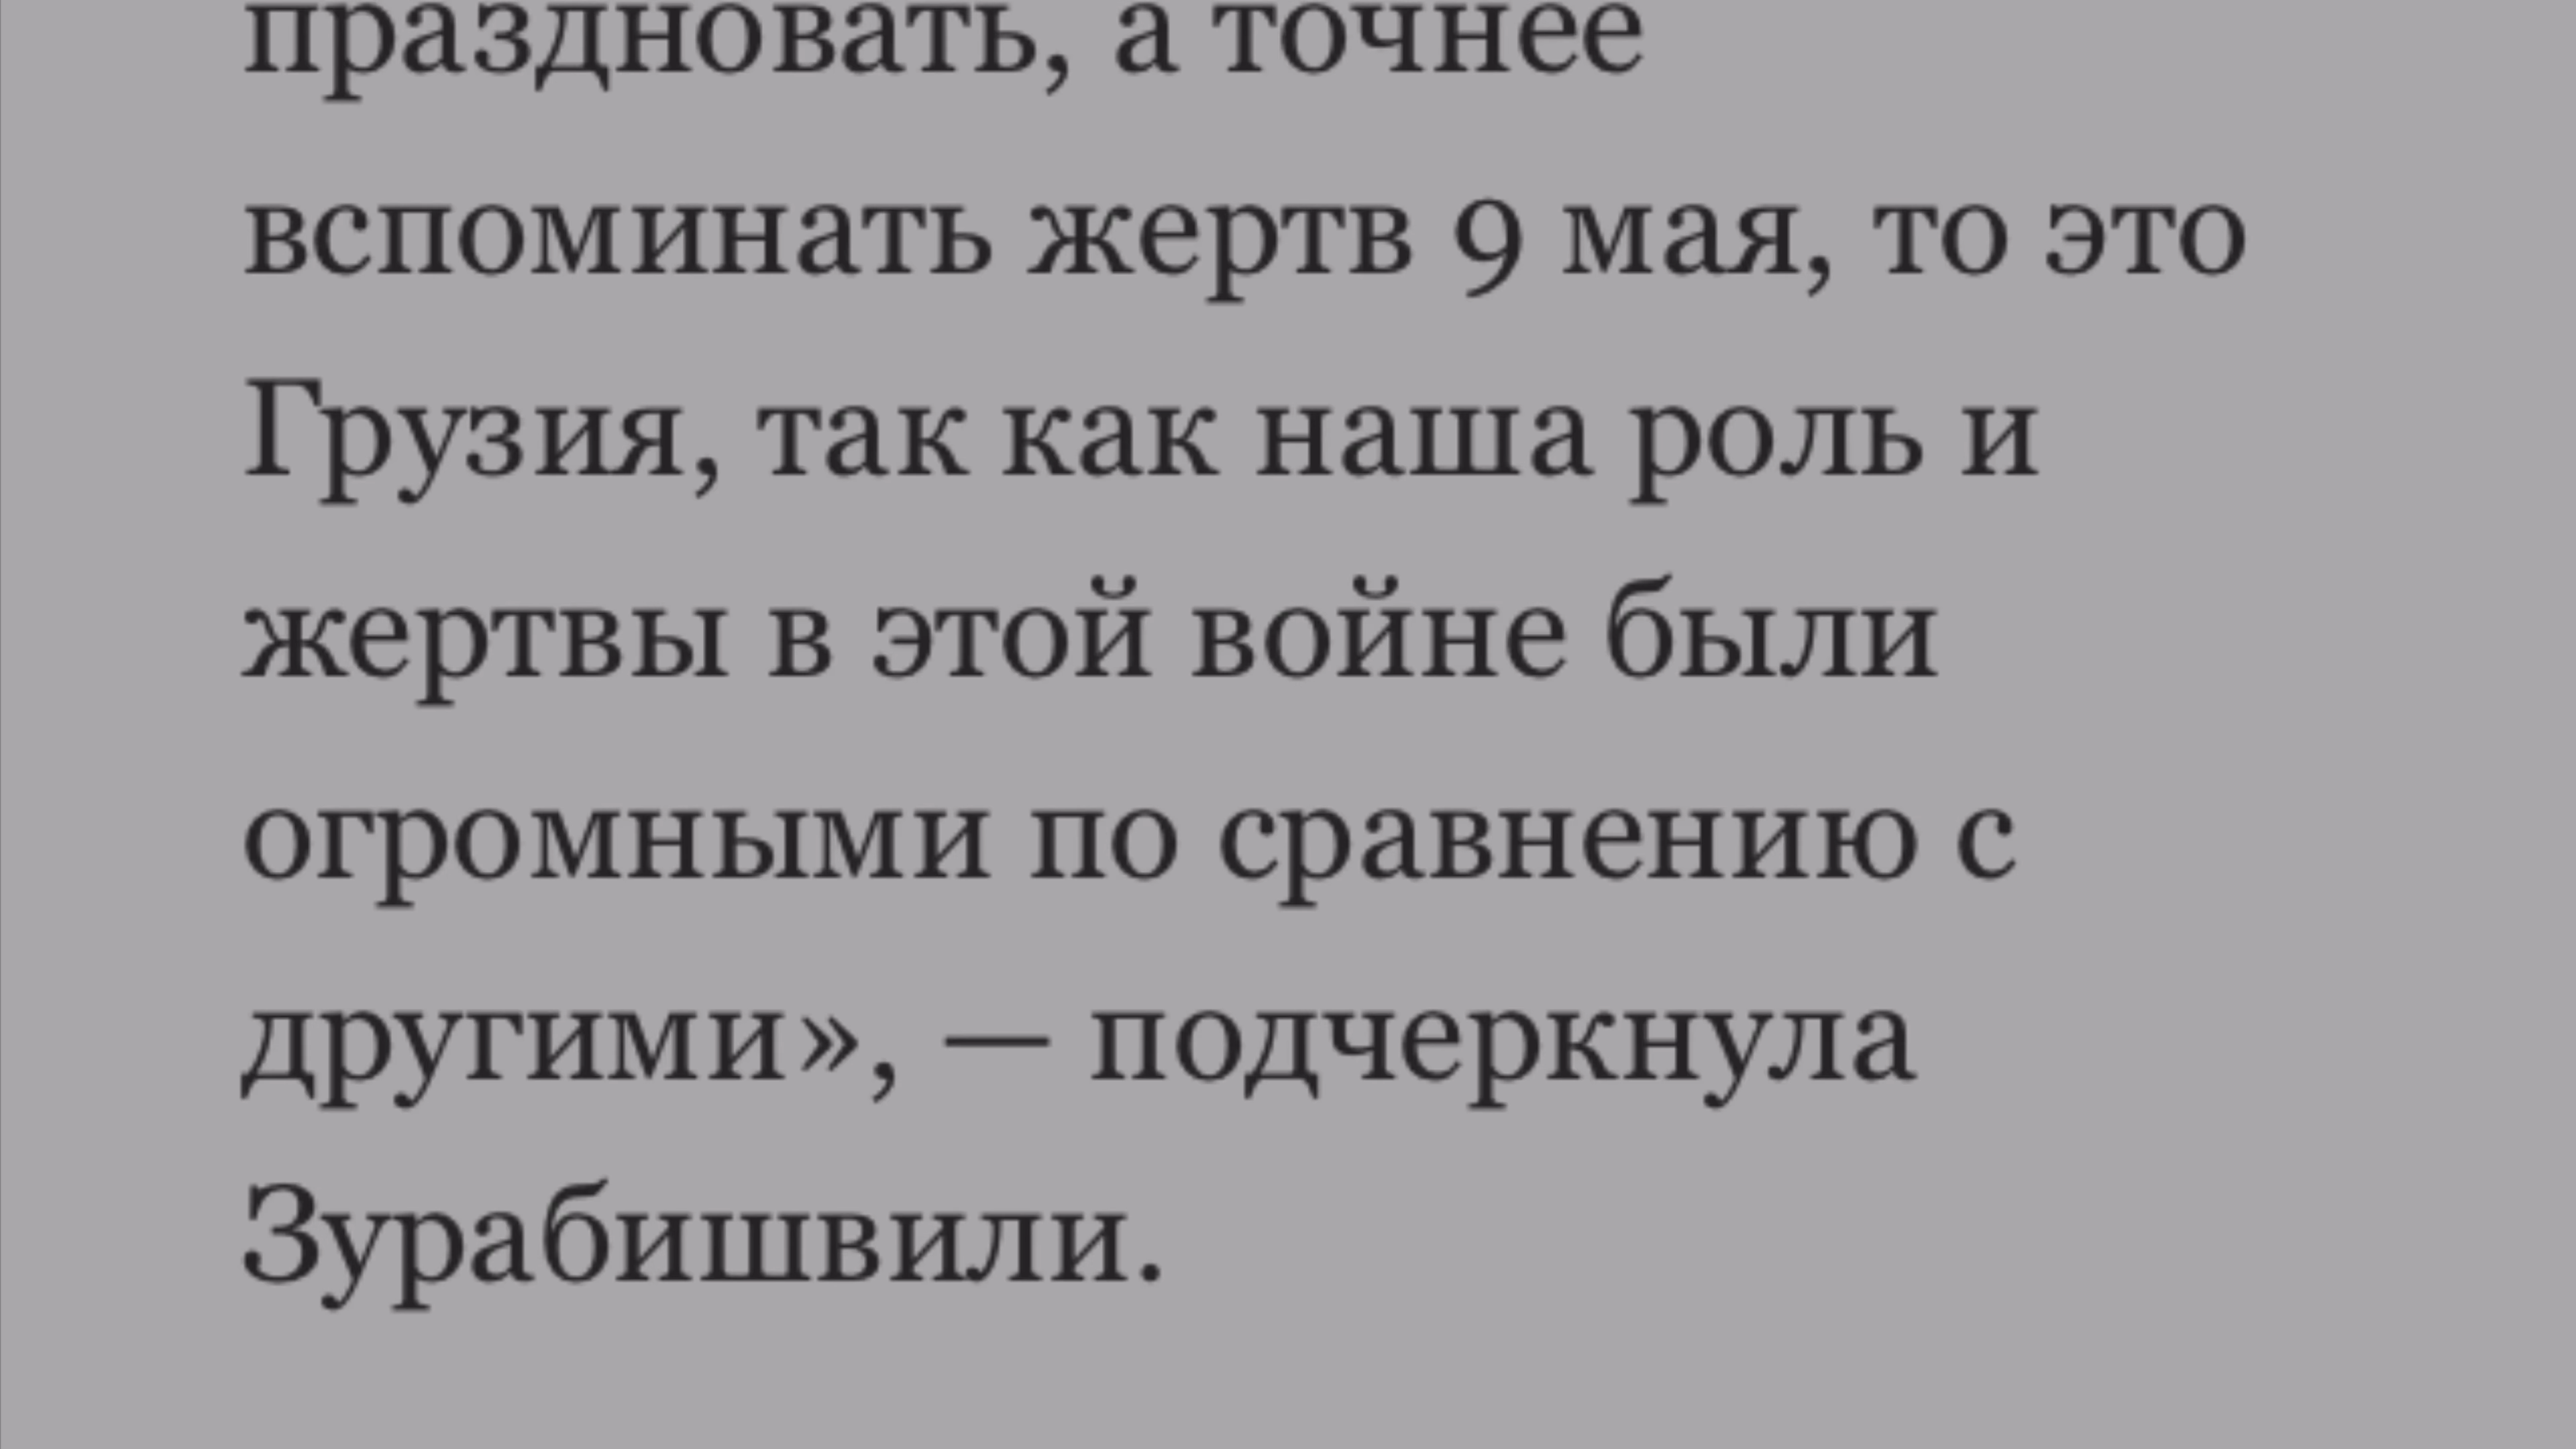 праздновать, а точнее
вспоминать жертв 9 мая, то это
Грузия, так как наша роль и
жертвы в этой войне были
огромными по сравнению с
другими», — подчеркнула
Зурабишвили.